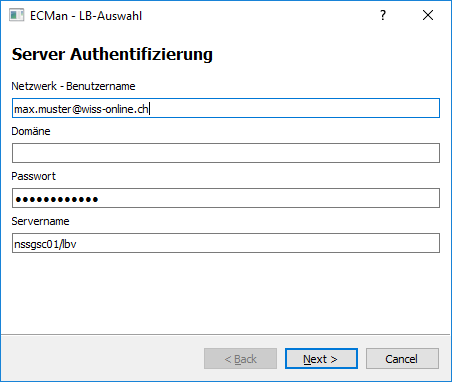 ECMan - LB-Auswahl
Server Authentifizierung
Netzwerk - Benutzername
max.muster@wiss-online.ch
Domäne
Passwort
●●●●●●●●●●●●
Servername
nssgsc01/lbv
< Back
Next >
Cancel